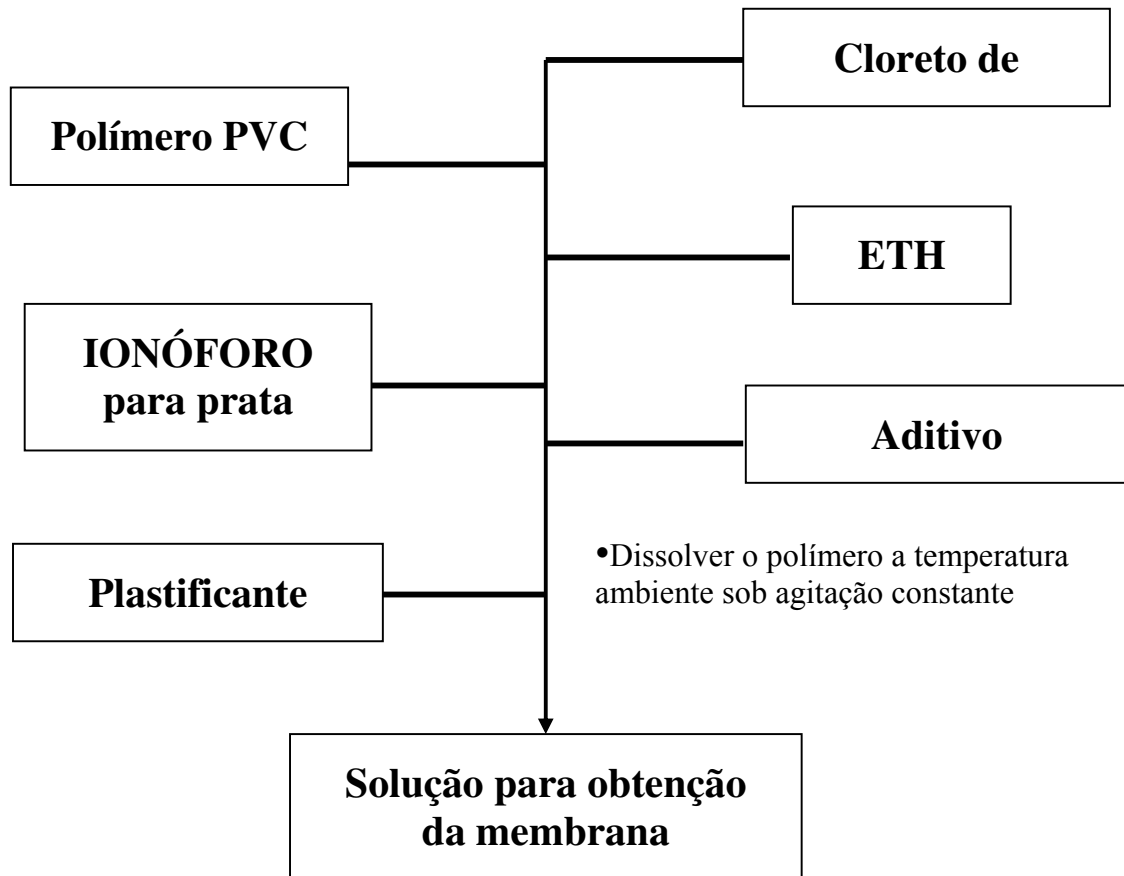 Cloreto de
Polímero PVC
ETH
IONÓFORO
para prata
Aditivo
•Dissolver o polímero a temperatura
ambiente sob agitação constante
Plastificante
Solução para obtenção
da membrana